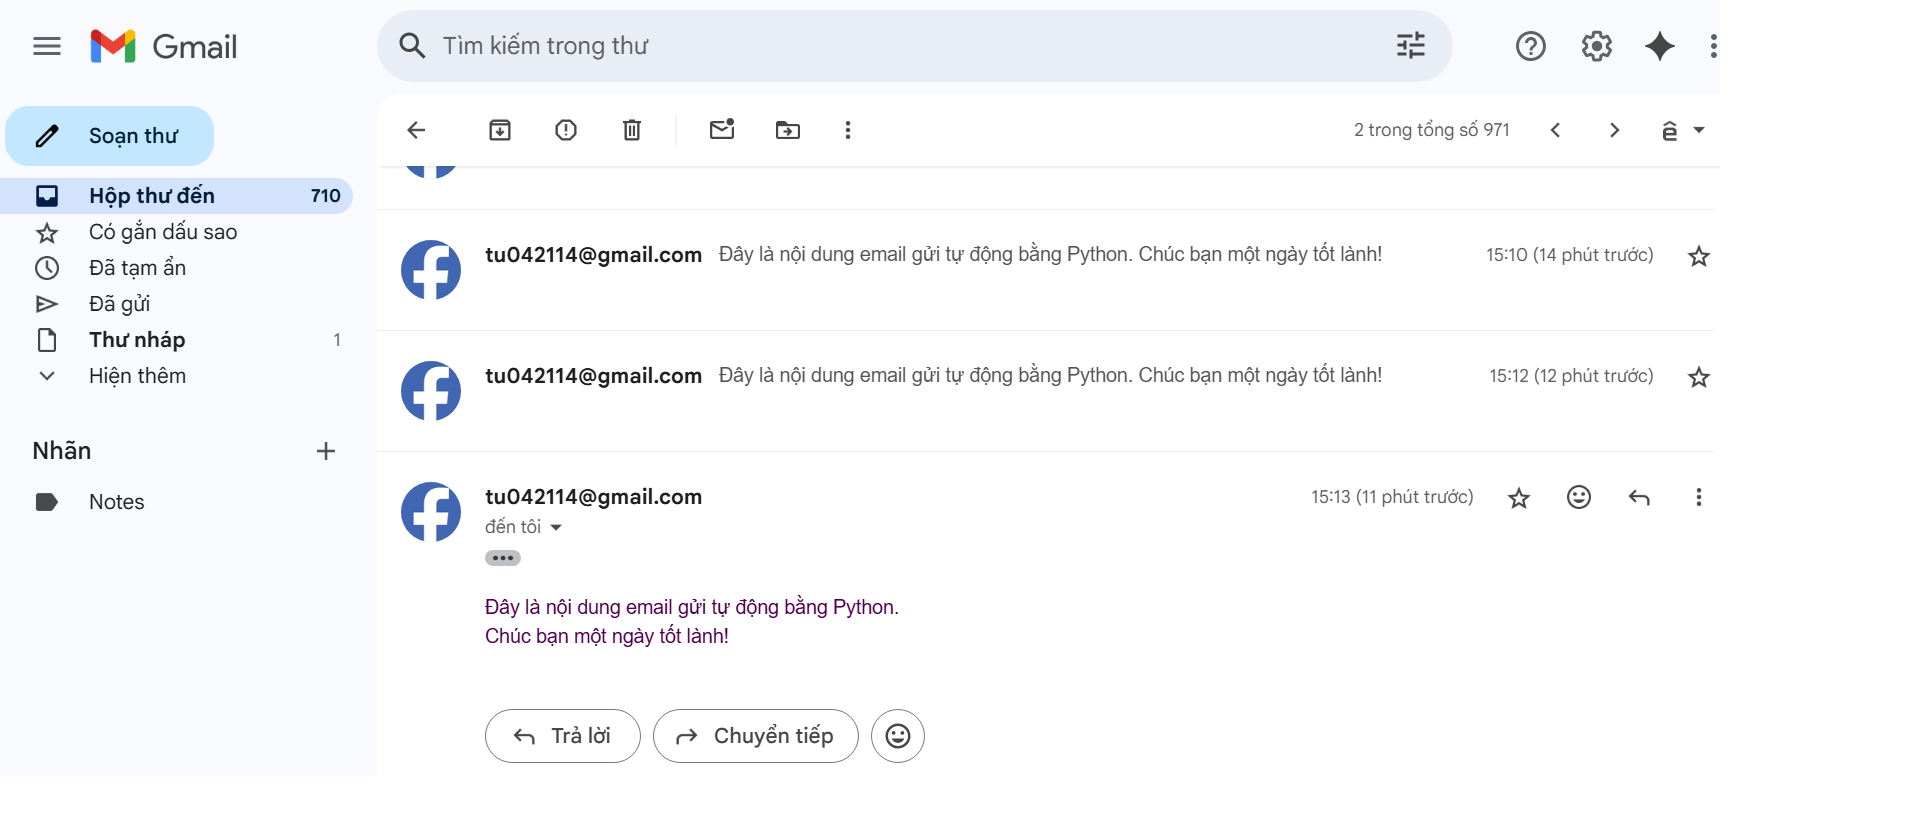 Gmail
Tìm kiếm trong thư
Soạn thư
2 trong tổng số 971
ê
Hộp thư đến 710
Có gắn dấu sao
Đã tạm ẩn
Đã gửi
Thư nháp 1
Hiện thêm
Nhãn
Notes
tu042114@gmail.com Đây là nội dung email gửi tự động bằng Python. Chúc bạn một ngày tốt lành! 15:10 (14 phút trước)
tu042114@gmail.com Đây là nội dung email gửi tự động bằng Python. Chúc bạn một ngày tốt lành! 15:12 (12 phút trước)
tu042114@gmail.com 15:13 (11 phút trước)
đến tôi
Đây là nội dung email gửi tự động bằng Python.
Chúc bạn một ngày tốt lành!
Trả lời
Chuyển tiếp